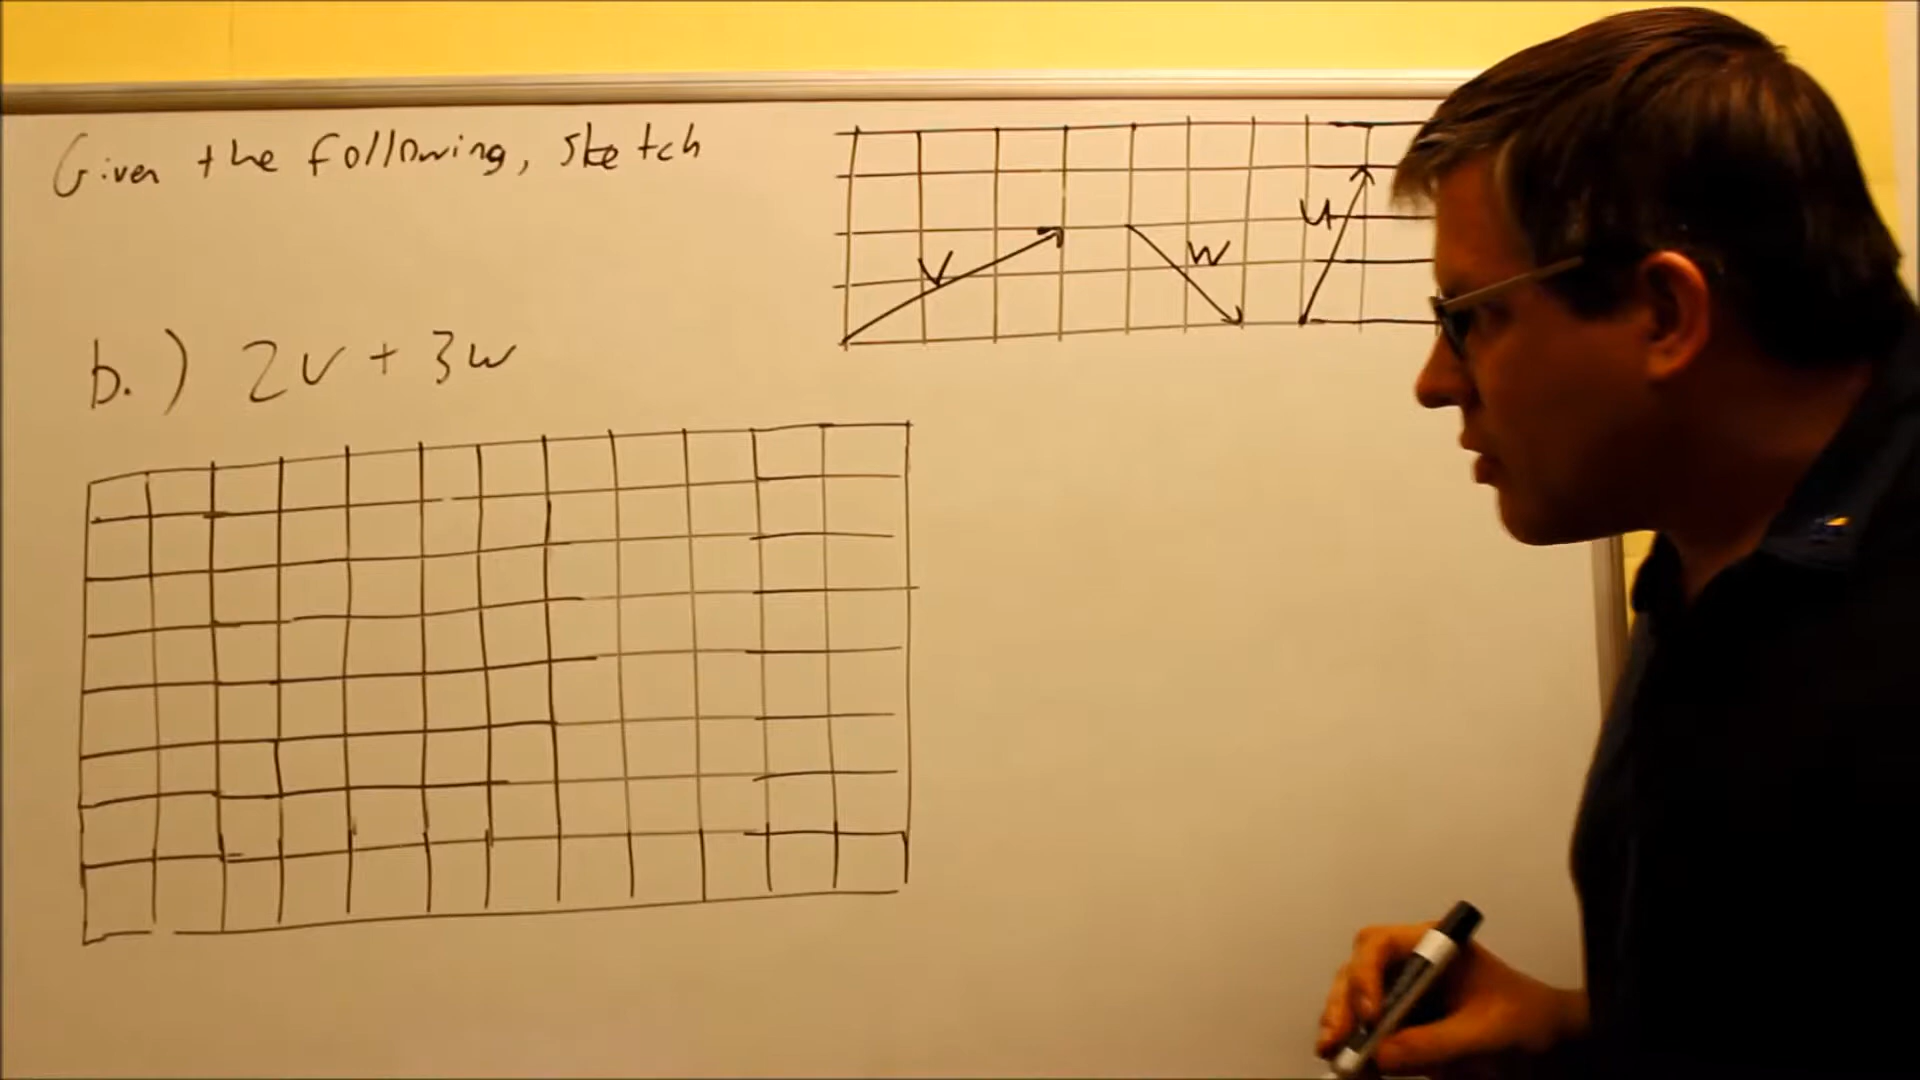 Given the following, sketch
v
w
u
b.) 2v + 3w